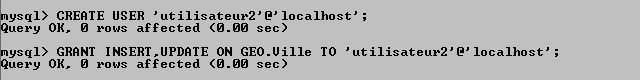 mysql> CREATE USER 'utilisateur2'@'localhost';
Query OK, 0 rows affected (0.00 sec)
mysql> GRANT INSERT,UPDATE ON GEO.Ville TO 'utilisateur2'@'localhost';
Query OK, 0 rows affected (0.00 sec)